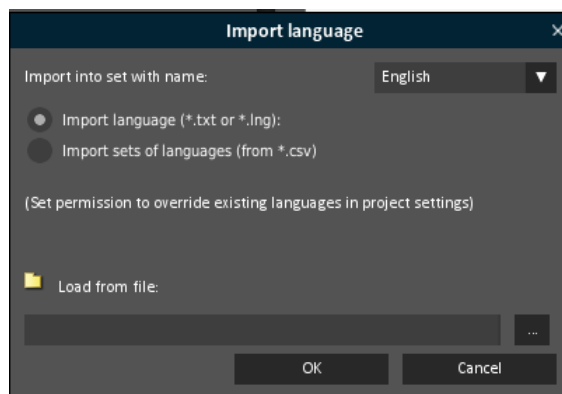 Import language
Import into set with name:
English
Import language (*.txt or *.lng):
Import sets of languages (from *.csv)
(Set permission to override existing languages in project settings)
Load from file:
...
OK
Cancel